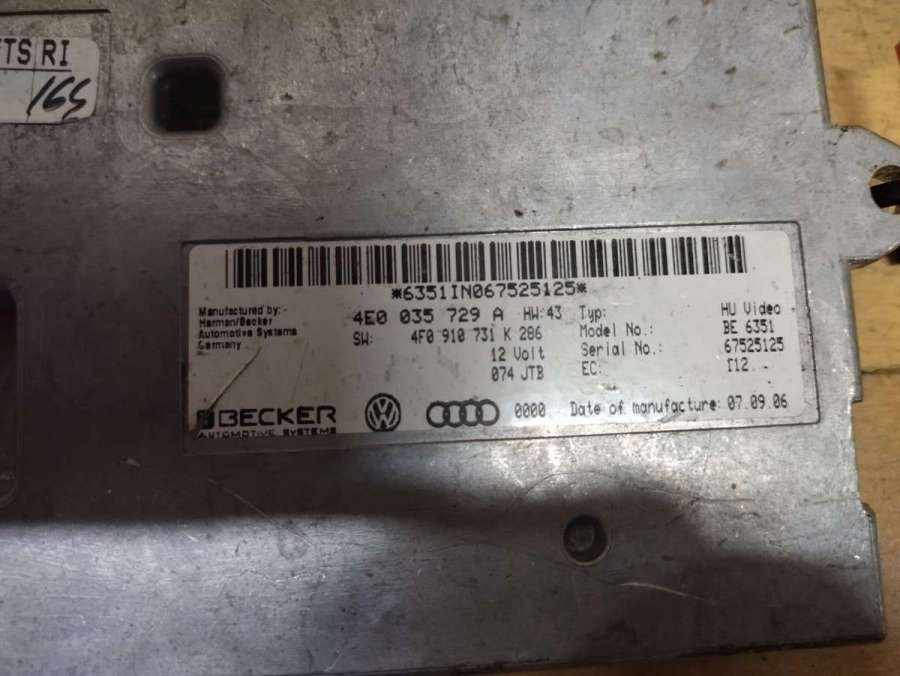 TS RI
165
*6351IN067525125*
Manufactured by:
Harman/Becker
Automotive Systems
Germany
4E0 035 729 A HW:43
SW: 4F0 910 731 K 286
12 Volt
074 JTB
Typ: HU Video
Model No.: BE 6351
Serial No.: 67525125
EC: T12
BECKER
AUTOMOTIVE SYSTEMS
0000 Date of manufacture: 07.09.06